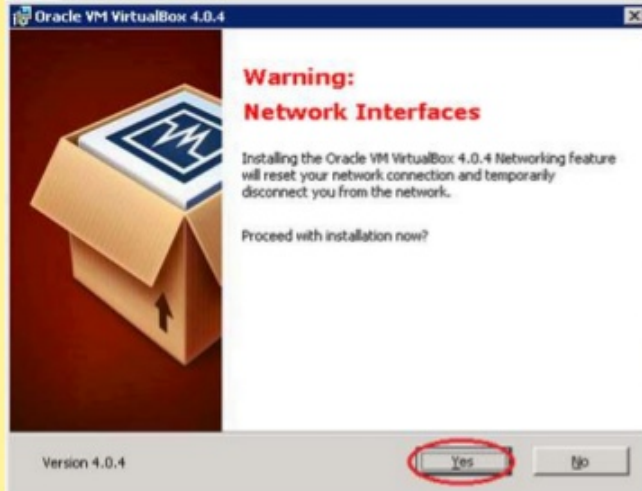 Oracle VM VirtualBox 4.0.4
Warning:
Network Interfaces
Installing the Oracle VM VirtualBox 4.0.4 Networking feature
will reset your network connection and temporarily
disconnect you from the network.
Proceed with installation now?
Version 4.0.4
Yes
No